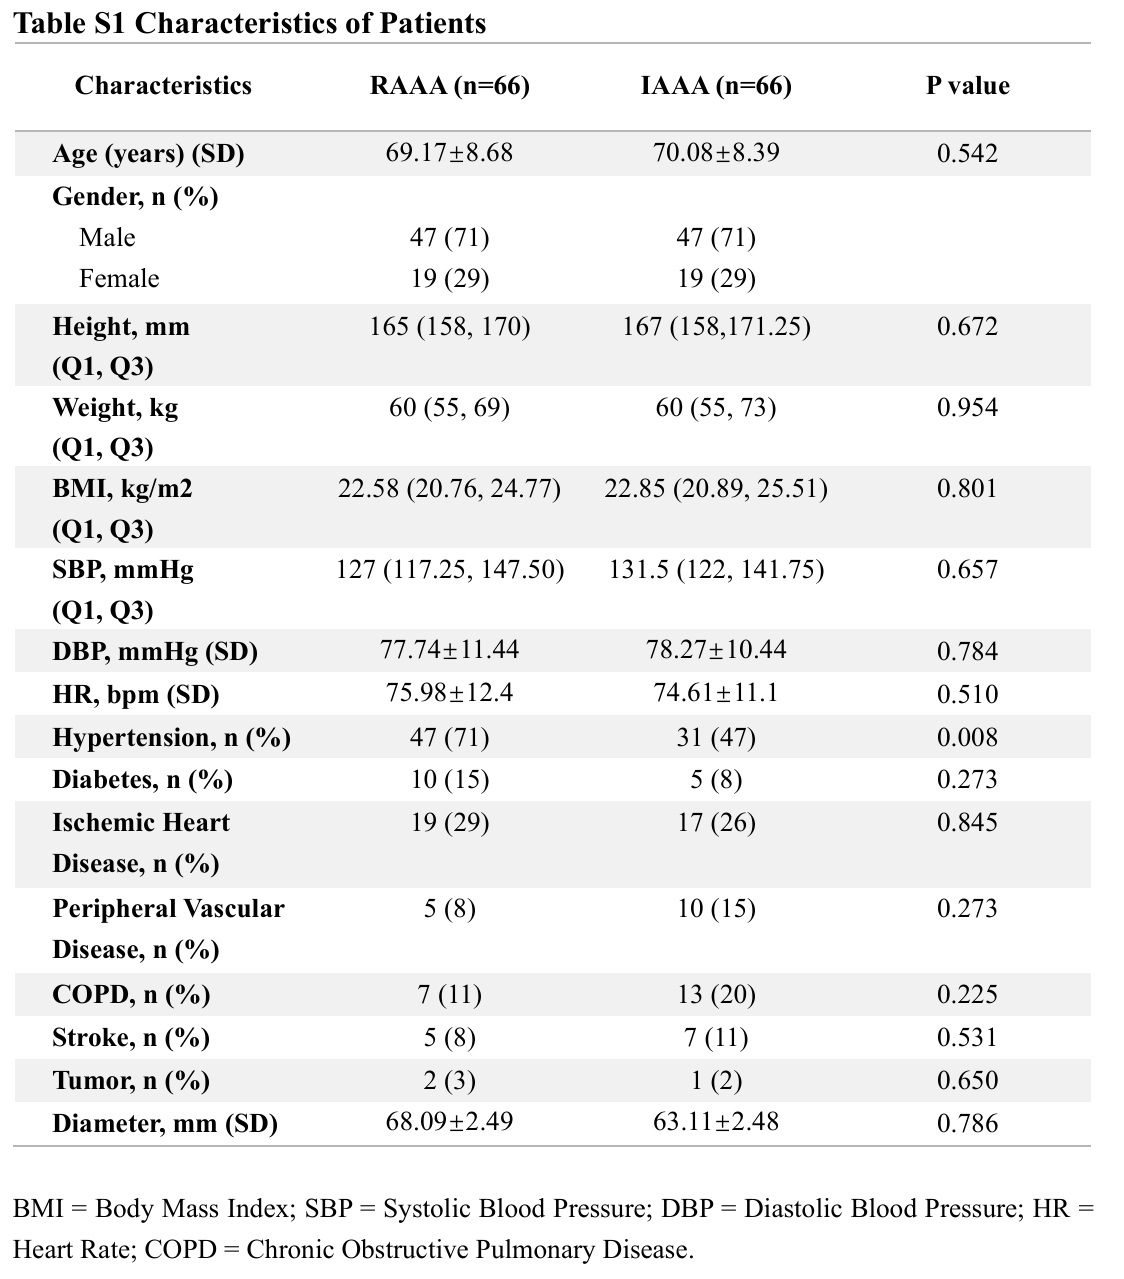 Table S1 Characteristics of Patients
Characteristics RAAA (n=66) IAAA (n=66) P value
Age (years) (SD) 69.17±8.68 70.08±8.39 0.542
Gender, n (%)
Male 47 (71) 47 (71)
Female 19 (29) 19 (29)
Height, mm 165 (158, 170) 167 (158,171.25) 0.672
(Q1, Q3)
Weight, kg 60 (55, 69) 60 (55, 73) 0.954
(Q1, Q3)
BMI, kg/m2 22.58 (20.76, 24.77) 22.85 (20.89, 25.51) 0.801
(Q1, Q3)
SBP, mmHg 127 (117.25, 147.50) 131.5 (122, 141.75) 0.657
(Q1, Q3)
DBP, mmHg (SD) 77.74±11.44 78.27±10.44 0.784
HR, bpm (SD) 75.98±12.4 74.61±11.1 0.510
Hypertension, n (%) 47 (71) 31 (47) 0.008
Diabetes, n (%) 10 (15) 5 (8) 0.273
Ischemic Heart 19 (29) 17 (26) 0.845
Disease, n (%)
Peripheral Vascular 5 (8) 10 (15) 0.273
Disease, n (%)
COPD, n (%) 7 (11) 13 (20) 0.225
Stroke, n (%) 5 (8) 7 (11) 0.531
Tumor, n (%) 2 (3) 1 (2) 0.650
Diameter, mm (SD) 68.09±2.49 63.11±2.48 0.786
BMI = Body Mass Index; SBP = Systolic Blood Pressure; DBP = Diastolic Blood Pressure; HR =
Heart Rate; COPD = Chronic Obstructive Pulmonary Disease.